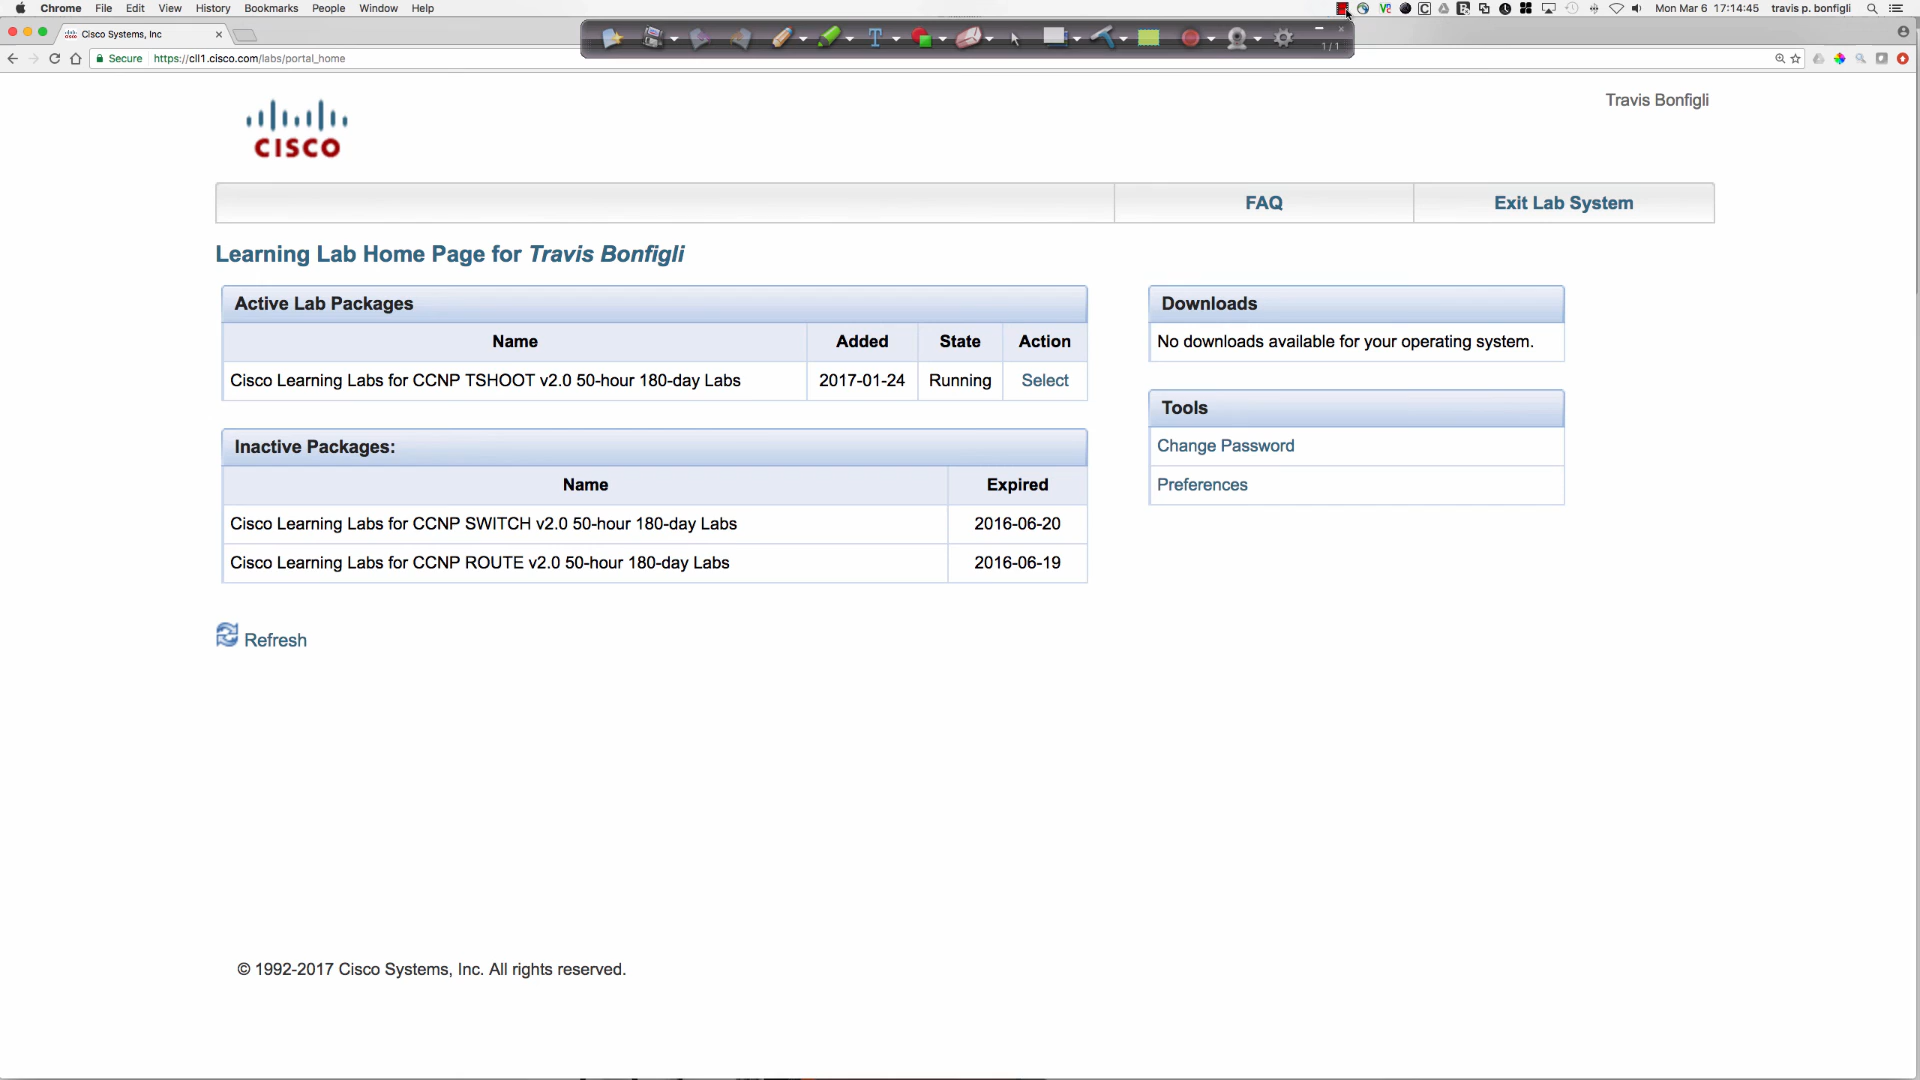 Chrome File Edit View History Bookmarks People Window Help
Mon Mar 6 17:14:45 travis p. bonfigli
Cisco Systems, Inc
1/1
Secure https://cll1.cisco.com/labs/portal_home
CISCO
Travis Bonfigli
FAQ
Exit Lab System
Learning Lab Home Page for Travis Bonfigli
Active Lab Packages
Name Added State Action
Cisco Learning Labs for CCNP TSHOOT v2.0 50-hour 180-day Labs 2017-01-24 Running Select
Inactive Packages:
Name Expired
Cisco Learning Labs for CCNP SWITCH v2.0 50-hour 180-day Labs 2016-06-20
Cisco Learning Labs for CCNP ROUTE v2.0 50-hour 180-day Labs 2016-06-19
Refresh
Downloads
No downloads available for your operating system.
Tools
Change Password
Preferences
© 1992-2017 Cisco Systems, Inc. All rights reserved.